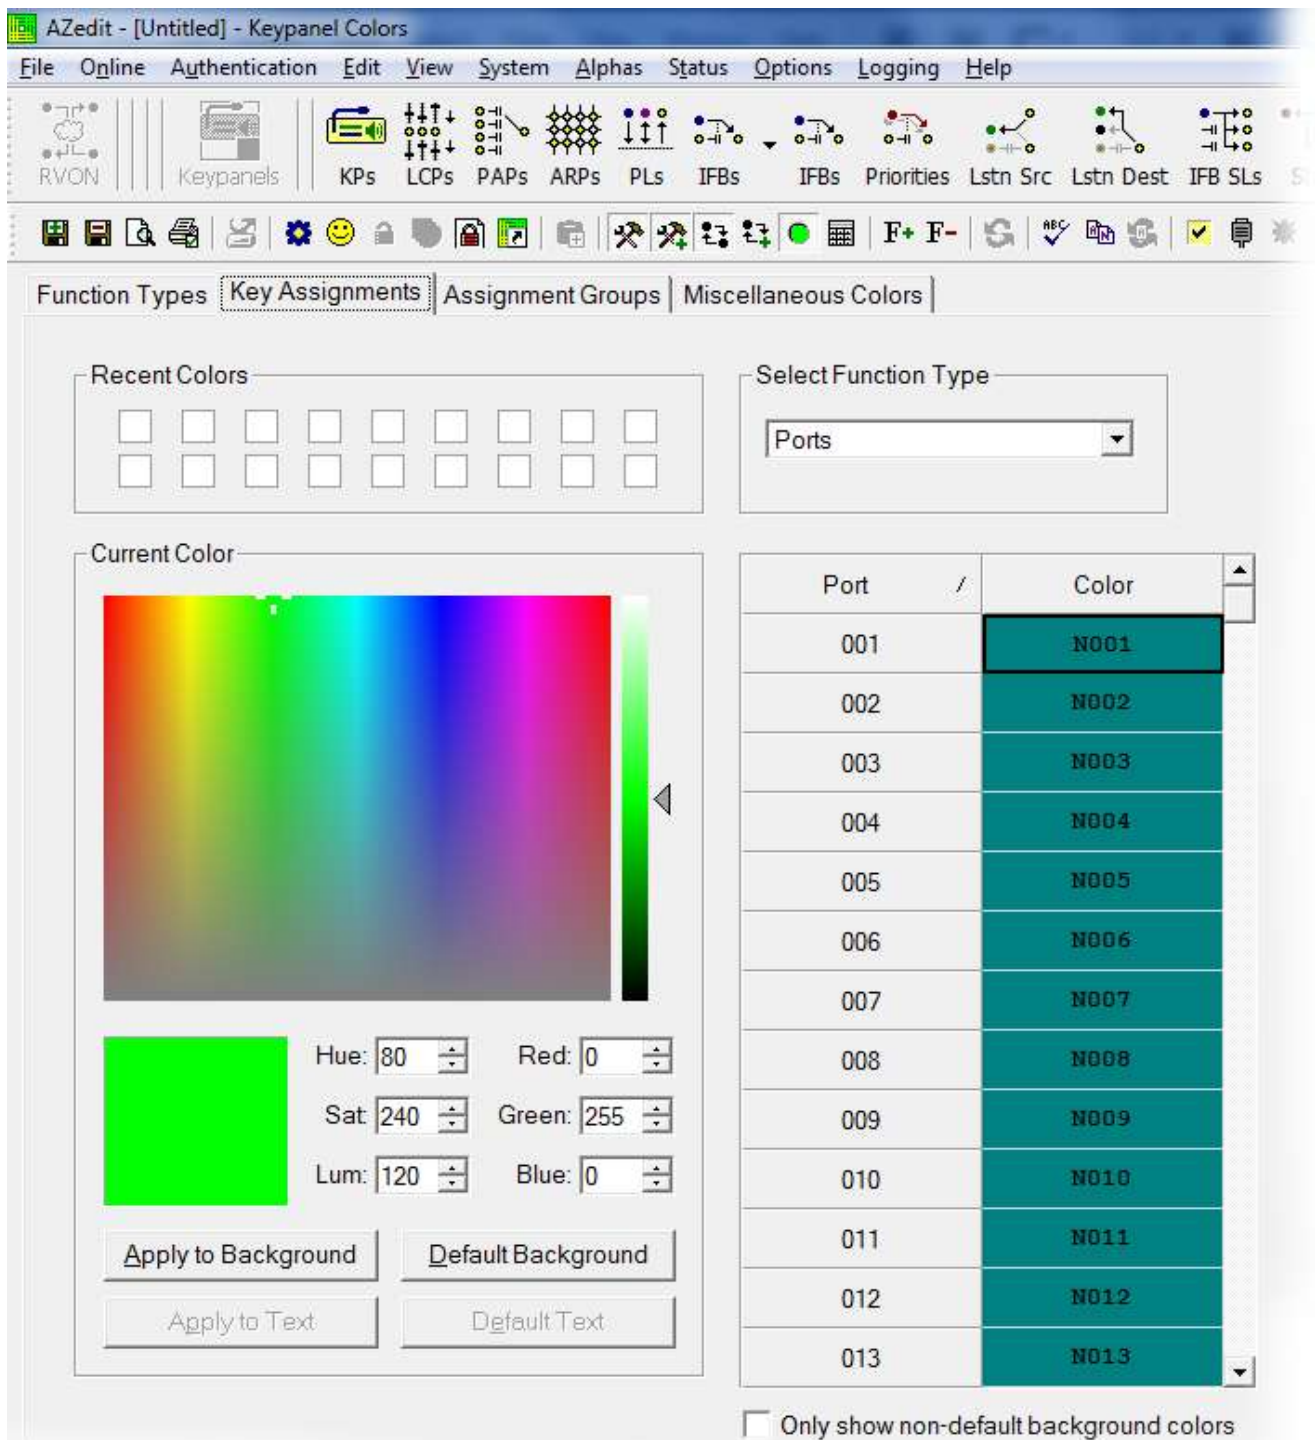 AZedit - [Untitled] - Keypanel Colors
File Online Authentication Edit View System Alphas Status Options Logging Help
RVON Keypanels KPs LCPs PAPs ARPs PLs IFBs IFBs Priorities Lstn Src Lstn Dest IFB SLs
F+ F- ABC
Function Types Key Assignments Assignment Groups Miscellaneous Colors
Recent Colors
Select Function Type
Ports
Current Color
Port / Color
001 N001
002 N002
003 N003
004 N004
005 N005
006 N006
007 N007
008 N008
009 N009
010 N010
011 N011
012 N012
013 N013
Hue: 80 Red: 0
Sat: 240 Green: 255
Lum: 120 Blue: 0
Apply to Background Default Background
Apply to Text Default Text
Only show non-default background colors